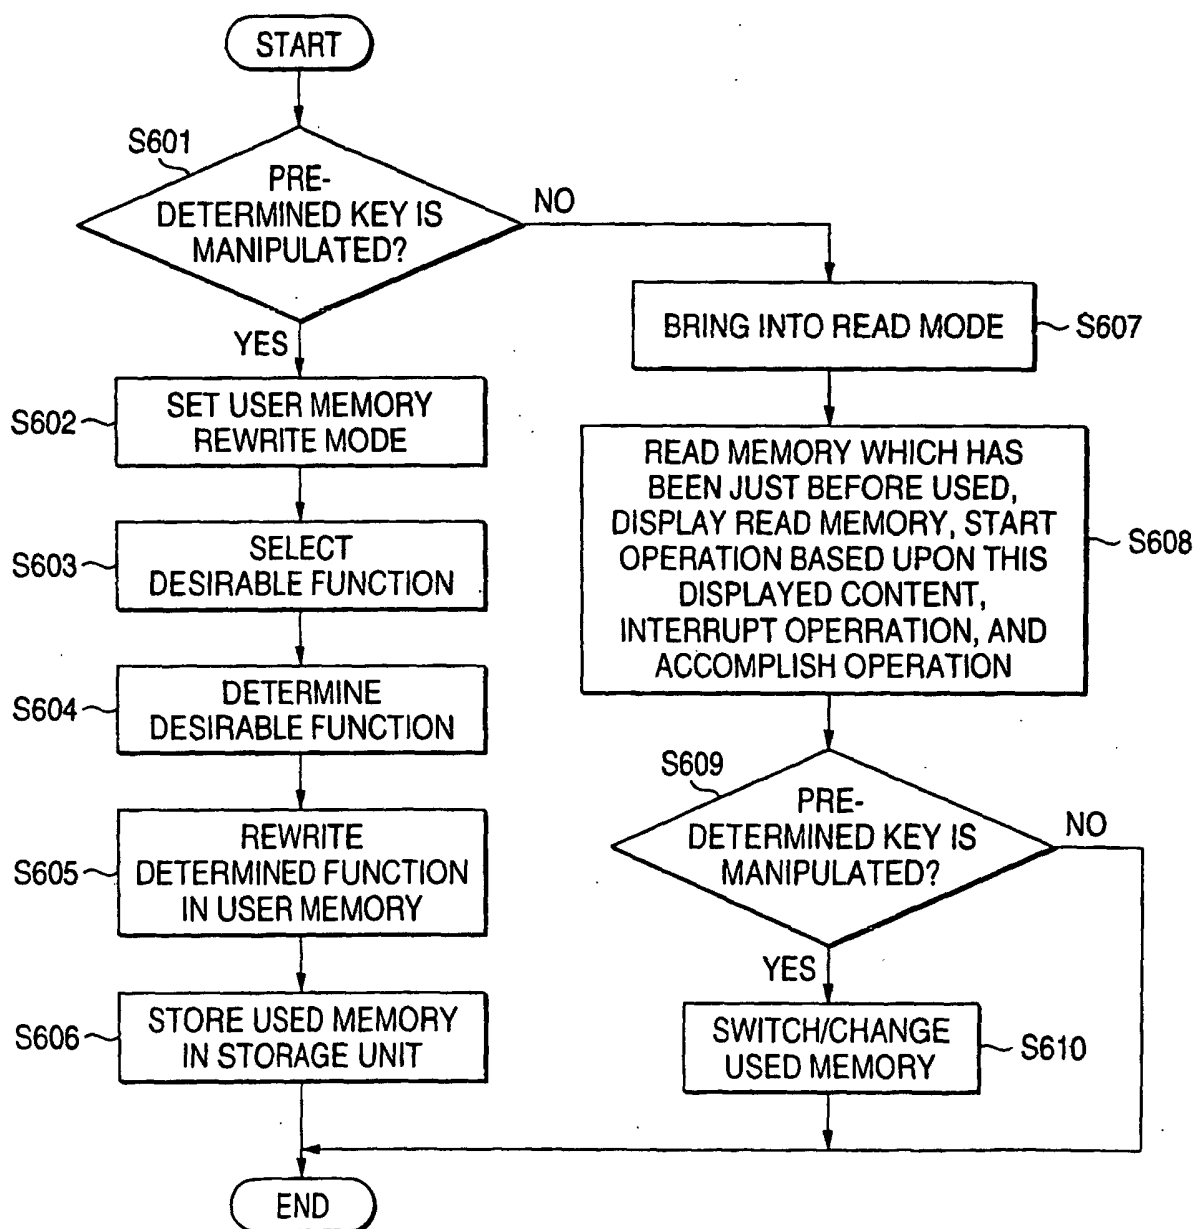 START
S601
PRE-
DETERMINED KEY IS
MANIPULATED?
NO
YES
S602
SET USER MEMORY
REWRITE MODE
S603
SELECT
DESIRABLE FUNCTION
S604
DETERMINE
DESIRABLE FUNCTION
S605
REWRITE
DETERMINED FUNCTION
IN USER MEMORY
S606
STORE USED MEMORY
IN STORAGE UNIT
BRING INTO READ MODE
S607
READ MEMORY WHICH HAS
BEEN JUST BEFORE USED,
DISPLAY READ MEMORY, START
OPERATION BASED UPON THIS
DISPLAYED CONTENT,
INTERRUPT OPERRATION, AND
ACCOMPLISH OPERATION
S608
S609
PRE-
DETERMINED KEY IS
MANIPULATED?
NO
YES
SWITCH/CHANGE
USED MEMORY
S610
END